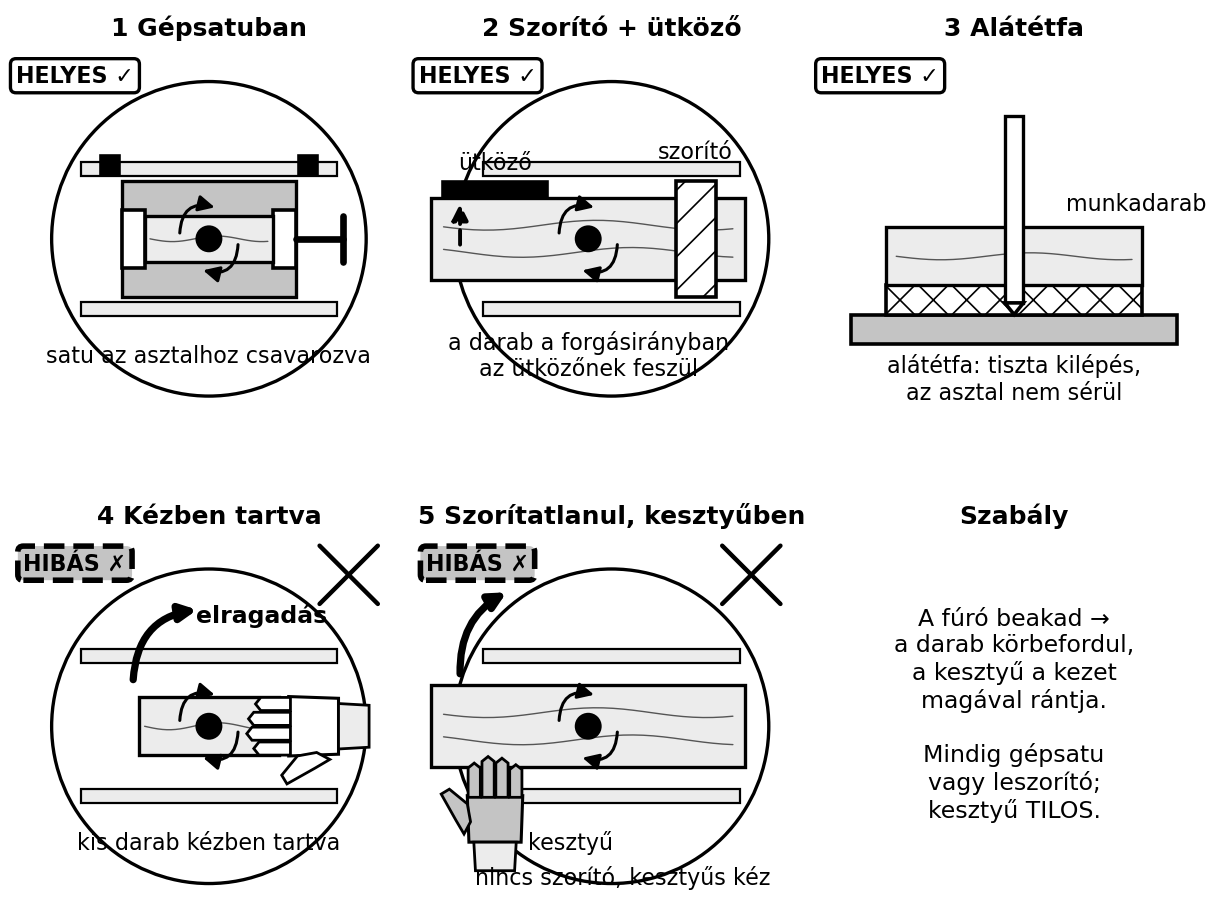 1 Gépsatuban
HELYES ✓
satu az asztalhoz csavarozva
2 Szorító + ütköző
HELYES ✓
ütköző
szorító
a darab a forgásirányban
az ütközőnek feszül
3 Alátétfa
HELYES ✓
munkadarab
alátétfa: tiszta kilépés,
az asztal nem sérül
4 Kézben tartva
HIBÁS ✗
elragadás
kis darab kézben tartva
5 Szorítatlanul, kesztyűben
HIBÁS ✗
kesztyű
nincs szorító, kesztyűs kéz
Szabály
A fúró beakad →
a darab körbefordul,
a kesztyű a kezet
magával rántja.
Mindig gépsatu
vagy leszorító;
kesztyű TILOS.